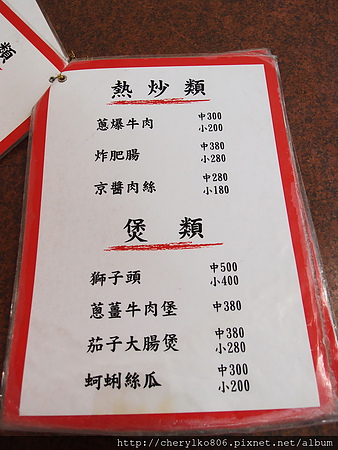 類
熱炒類
蔥爆牛肉 中300
小200
炸肥腸 中380
小280
京醬肉絲 中280
小180
煲類
獅子頭 中500
小400
蔥薑牛肉堡 中380
茄子大腸煲 中380
小280
蚵蜊絲瓜 中300
小200
http://cherylko806.pixnet.net/album